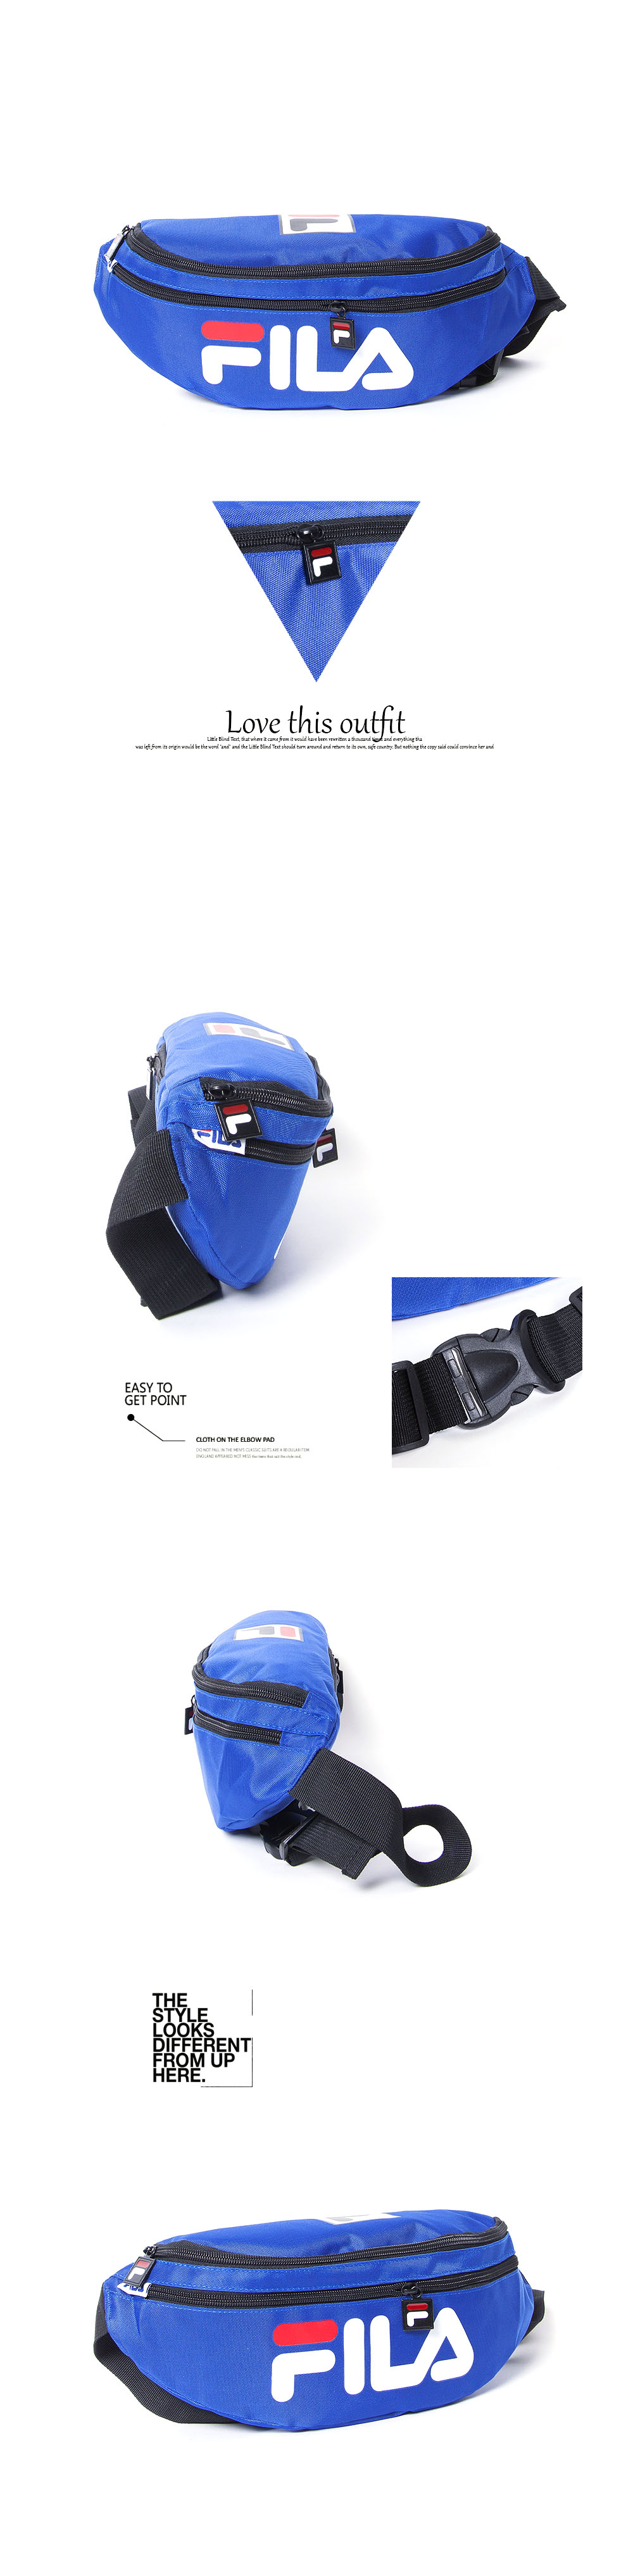 FILA
F
F
Love this outfit
Little Blind Text, that where it came from it would have been rewritten a thousand times and everything tha
was left from its origin would be the word "and" and the Little Blind Text should turn around and return to its own, safe country. But nothing the copy said could convince her and
F
FILA
F
EASY TO
GET POINT
CLOTH ON THE ELBOW PAD
DO NOT FALL IN THE MEN'S CLASSIC SUITS ARE A REGULAR ITEM
ENGLAND APPEARED NOT MISS
F
THE
STYLE
LOOKS
DIFFERENT
FROM UP
HERE.
F
F
FILA